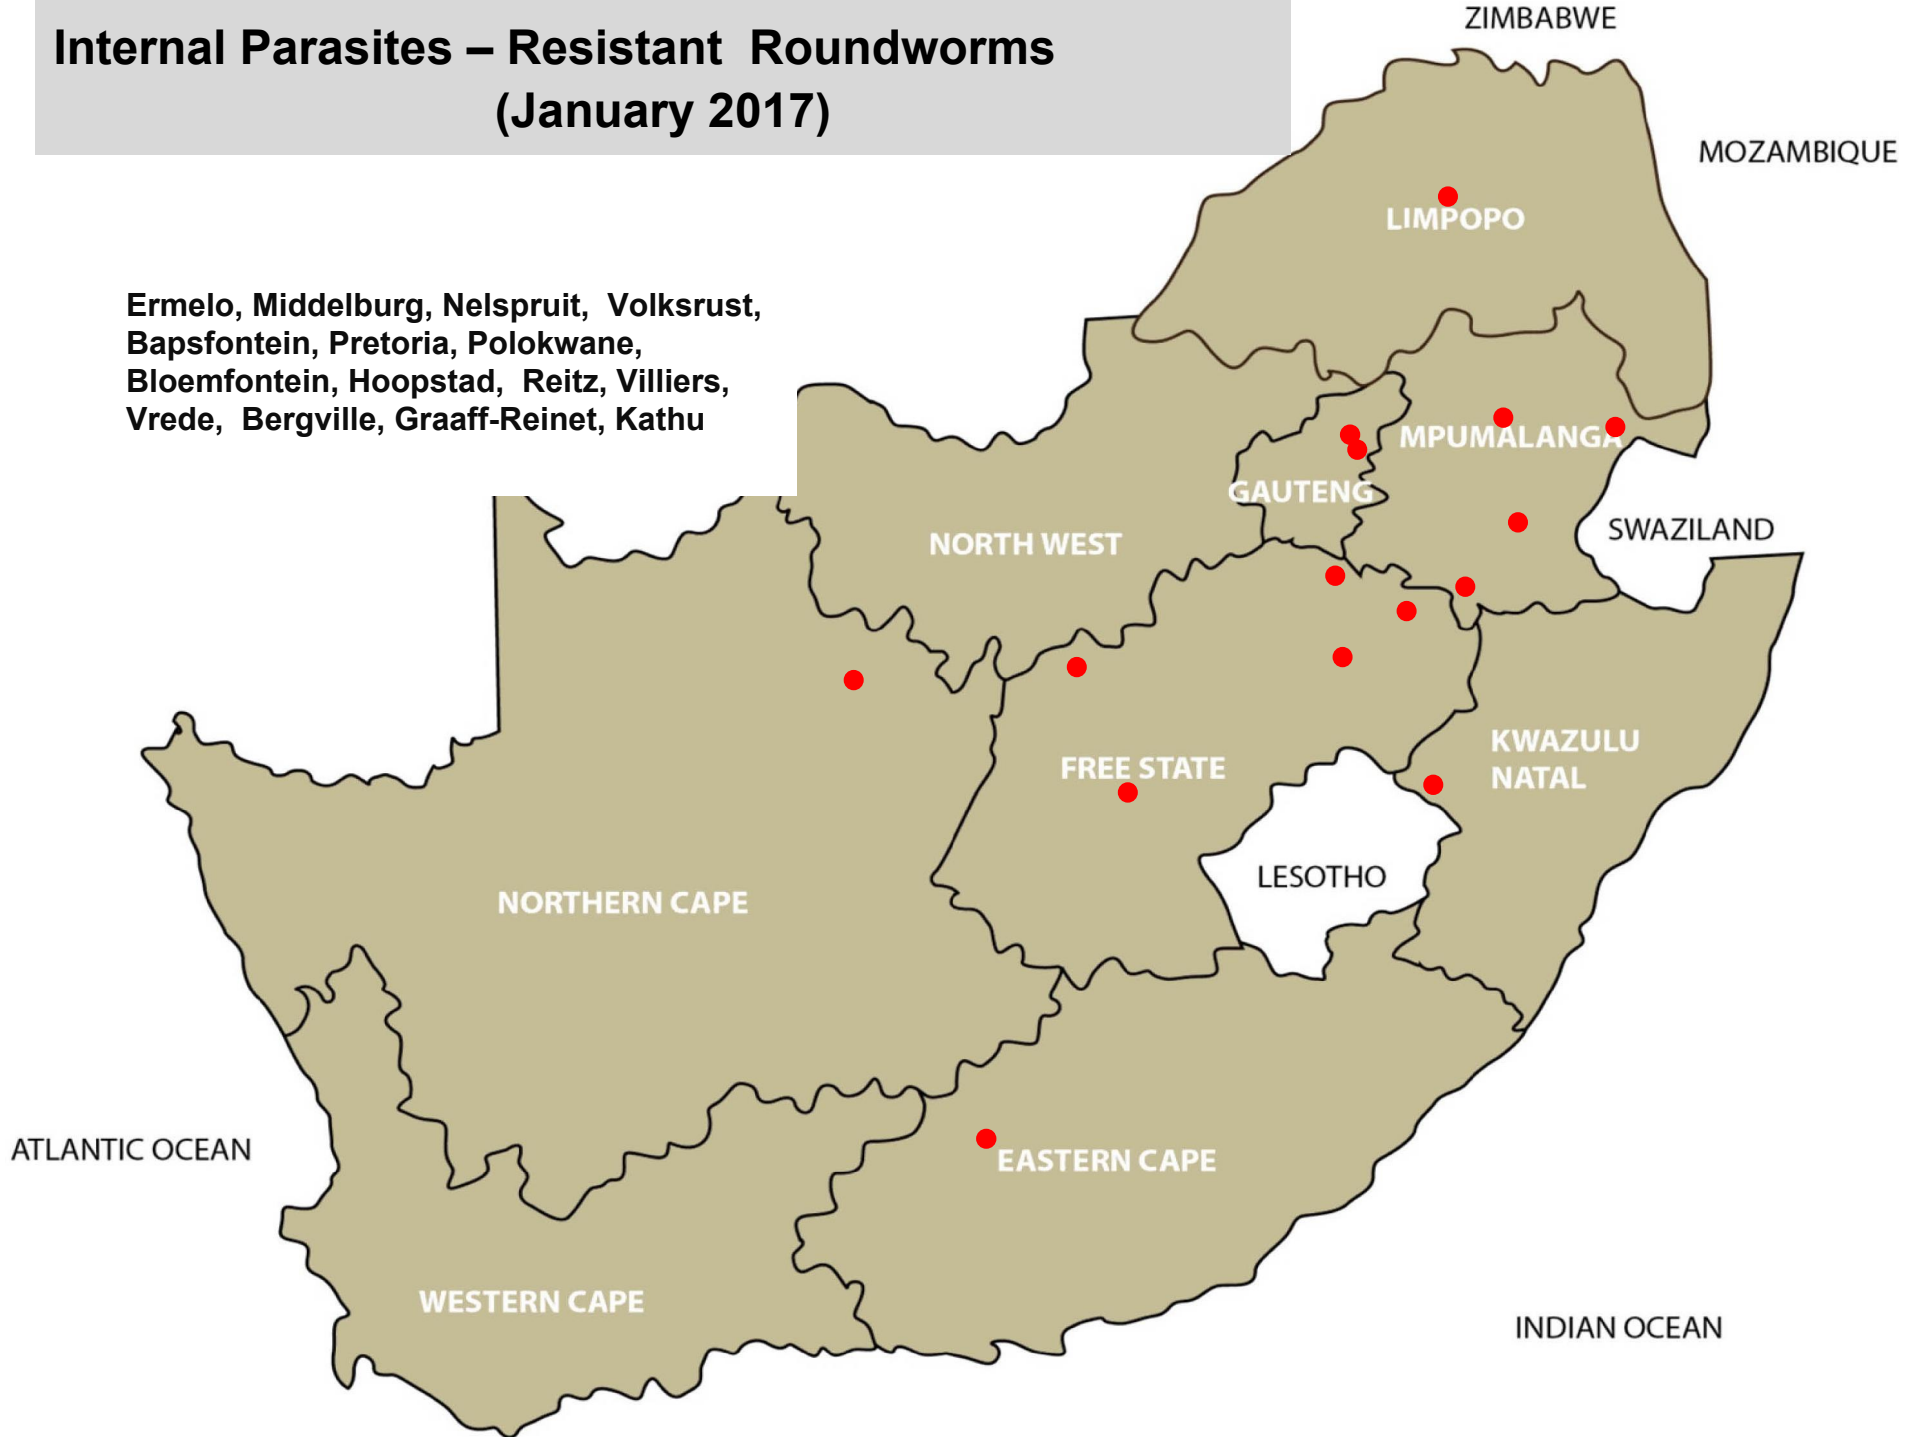 Internal Parasites – Resistant Roundworms
(January 2017)
ZIMBABWE
MOZAMBIQUE
LIMPOPO
Ermelo, Middelburg, Nelspruit, Volksrust,
Bapsfontein, Pretoria, Polokwane,
Bloemfontein, Hoopstad, Reitz, Villiers,
Vrede, Bergville, Graaff-Reinet, Kathu
MPUMALANGA
GAUTENG
NORTH WEST
SWAZILAND
KWAZULU
NATAL
FREE STATE
LESOTHO
NORTHERN CAPE
ATLANTIC OCEAN
EASTERN CAPE
WESTERN CAPE
INDIAN OCEAN